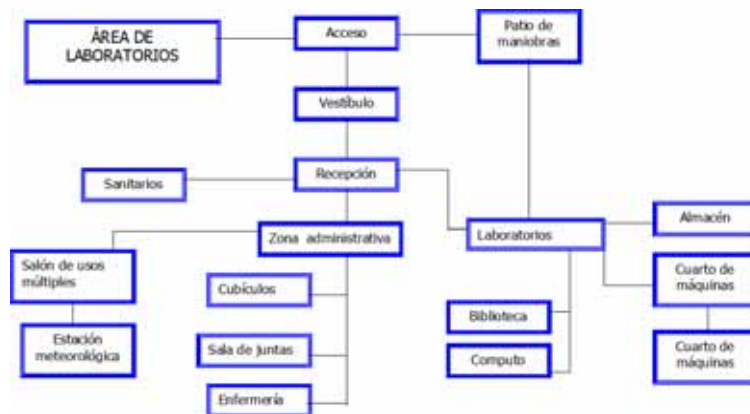 ÁREA DE
LABORATORIOS
Acceso
Patio de
maniobras
Vestíbulo
Sanitarios
Recepción
Zona administrativa
Laboratorios
Almacén
Salón de usos
múltiples
Cubículos
Cuarto de
máquinas
Biblioteca
Estación
meteorológica
Sala de juntas
Computo
Cuarto de
máquinas
Enfermería